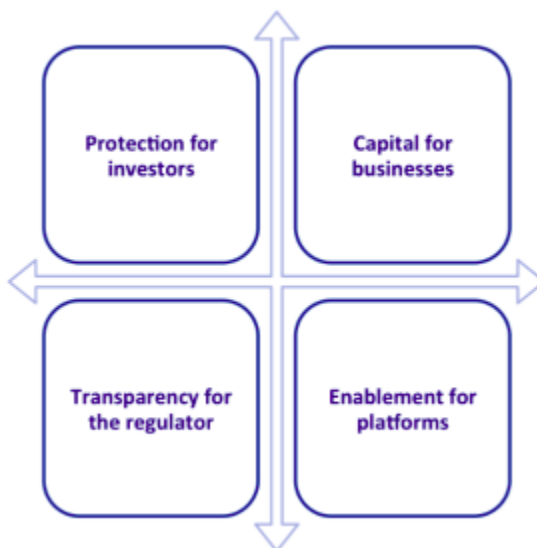 Protection for
investors
Capital for
businesses
Transparency for
the regulator
Enablement for
platforms